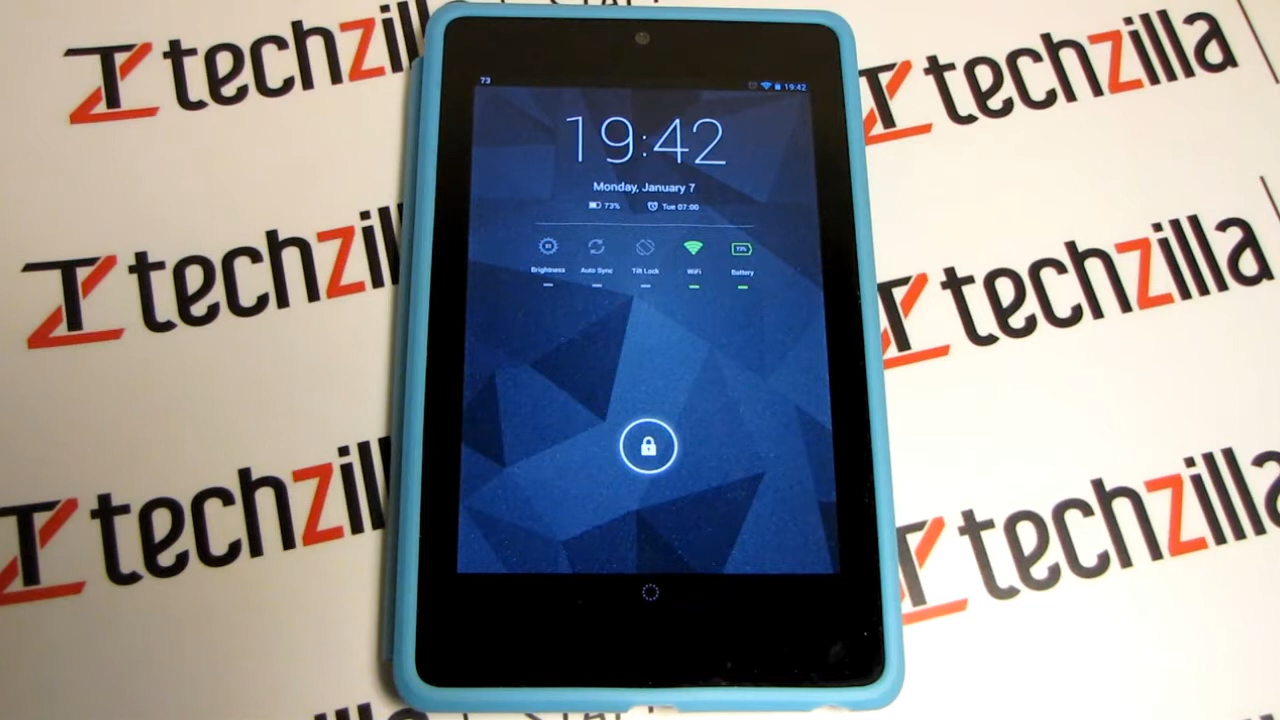 techzilla
techzilla
73
19:42
19:42
Monday, January 7
73%
Tue 07:00
Brightness
Auto Sync
Tilt Lock
WiFi
73%
Battery
techzilla
techzilla
techzilla
techzilla